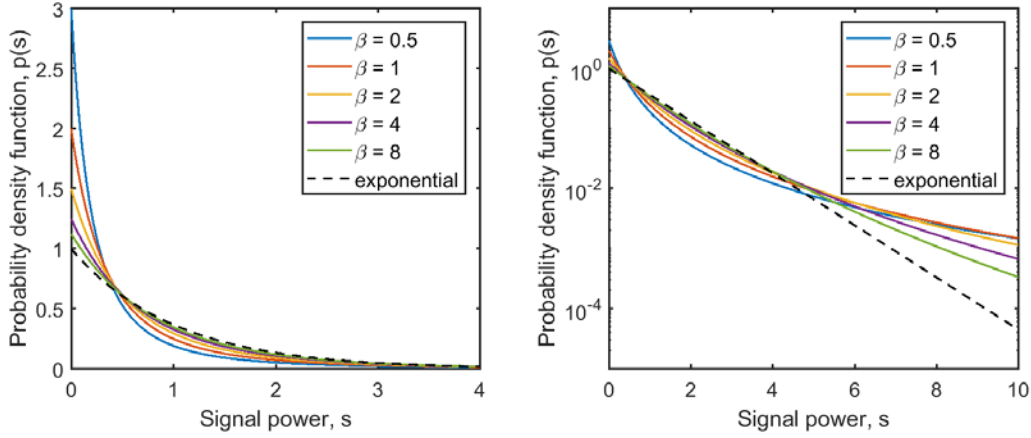 3
2.5
2
1.5
1
0.5
0
Probability density function, p(s)
β = 0.5
β = 1
β = 2
β = 4
β = 8
exponential
0 1 2 3 4
Signal power, s
10^0
10^-2
10^-4
Probability density function, p(s)
β = 0.5
β = 1
β = 2
β = 4
β = 8
exponential
0 2 4 6 8 10
Signal power, s